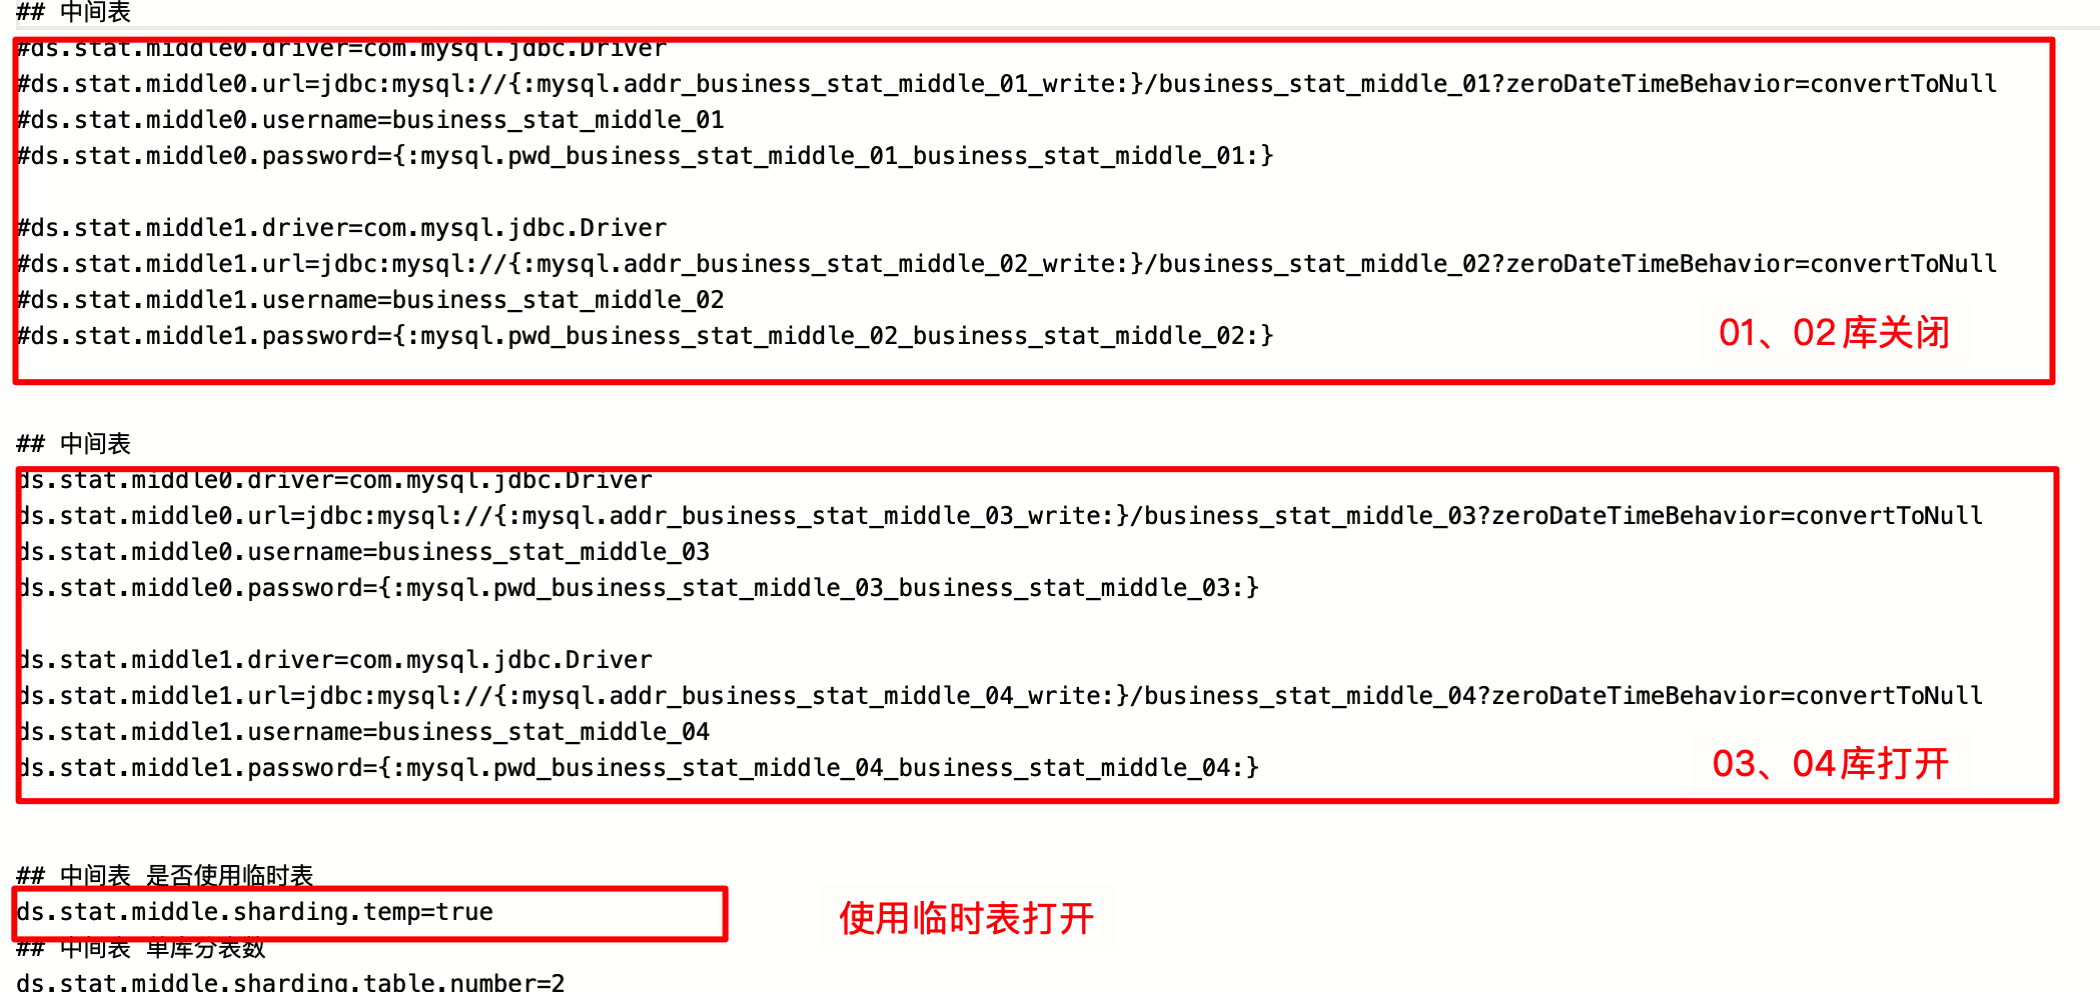 ## 中间表
#ds.stat.middle0.driver=com.mysql.jdbc.Driver
#ds.stat.middle0.url=jdbc:mysql://{:mysql.addr_business_stat_middle_01_write:}/business_stat_middle_01?zeroDateTimeBehavior=convertToNull
#ds.stat.middle0.username=business_stat_middle_01
#ds.stat.middle0.password={:mysql.pwd_business_stat_middle_01_business_stat_middle_01:}
#ds.stat.middle1.driver=com.mysql.jdbc.Driver
#ds.stat.middle1.url=jdbc:mysql://{:mysql.addr_business_stat_middle_02_write:}/business_stat_middle_02?zeroDateTimeBehavior=convertToNull
#ds.stat.middle1.username=business_stat_middle_02
#ds.stat.middle1.password={:mysql.pwd_business_stat_middle_02_business_stat_middle_02:}
01、02库关闭
## 中间表
ds.stat.middle0.driver=com.mysql.jdbc.Driver
ds.stat.middle0.url=jdbc:mysql://{:mysql.addr_business_stat_middle_03_write:}/business_stat_middle_03?zeroDateTimeBehavior=convertToNull
ds.stat.middle0.username=business_stat_middle_03
ds.stat.middle0.password={:mysql.pwd_business_stat_middle_03_business_stat_middle_03:}
ds.stat.middle1.driver=com.mysql.jdbc.Driver
ds.stat.middle1.url=jdbc:mysql://{:mysql.addr_business_stat_middle_04_write:}/business_stat_middle_04?zeroDateTimeBehavior=convertToNull
ds.stat.middle1.username=business_stat_middle_04
ds.stat.middle1.password={:mysql.pwd_business_stat_middle_04_business_stat_middle_04:}
03、04库打开
## 中间表 是否使用临时表
ds.stat.middle.sharding.temp=true
使用临时表打开
## 中间表 单库分表数
ds.stat.middle.sharding.table.number=2